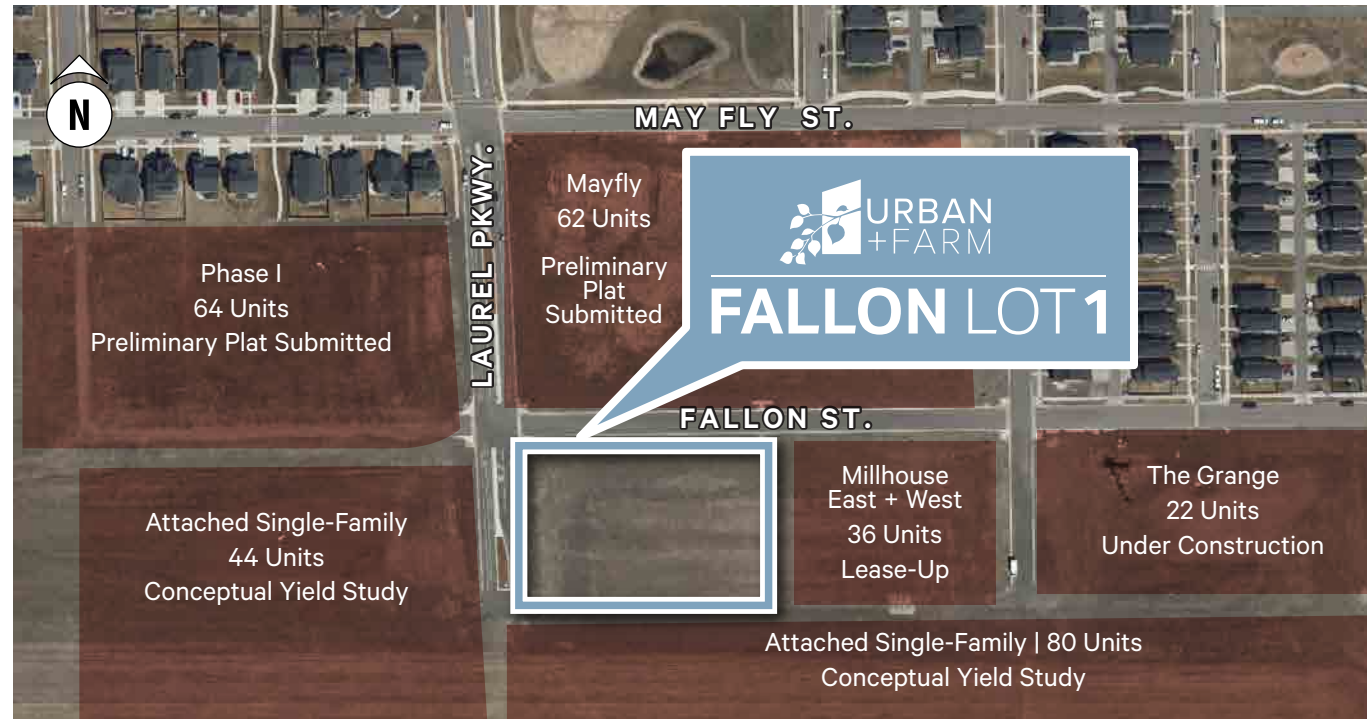 N
MAY FLY ST.
LAUREL PKWY.
Mayfly
62 Units
Preliminary
Plat
Submitted
URBAN
+FARM
FALLON LOT 1
Phase I
64 Units
Preliminary Plat Submitted
FALLON ST.
Millhouse
East + West
36 Units
Lease-Up
The Grange
22 Units
Under Construction
Attached Single-Family
44 Units
Conceptual Yield Study
Attached Single-Family | 80 Units
Conceptual Yield Study